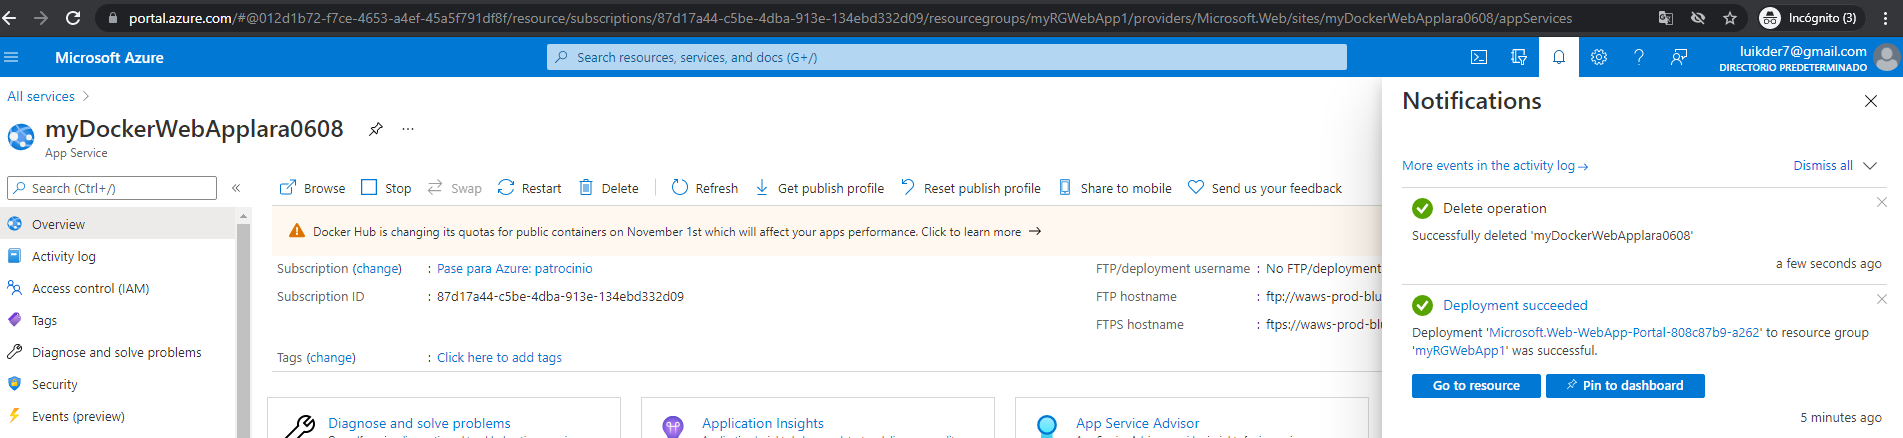 portal.azure.com/#@012d1b72-f7ce-4653-a4ef-45a5f791df8f/resource/subscriptions/87d17a44-c5be-4dba-913e-134ebd332d09/resourcegroups/myRGWebApp1/providers/Microsoft.Web/sites/myDockerWebApplara0608/appServices
Incógnito (3)
Microsoft Azure
Search resources, services, and docs (G+/)
luikder7@gmail.com
DIRECTORIO PREDETERMINADO
All services
myDockerWebApplara0608
App Service
Search (Ctrl+/)
Overview
Activity log
Access control (IAM)
Tags
Diagnose and solve problems
Security
Events (preview)
Browse Stop Swap Restart Delete Refresh Get publish profile Reset publish profile Share to mobile Send us your feedback
Docker Hub is changing its quotas for public containers on November 1st which will affect your apps performance. Click to learn more
Subscription (change) : Pase para Azure: patrocinio
Subscription ID : 87d17a44-c5be-4dba-913e-134ebd332d09
Tags (change) : Click here to add tags
FTP/deployment username : No FTP/deployment
FTP hostname : ftp://waws-prod-blu
FTPS hostname : ftps://waws-prod-blu
Diagnose and solve problems
Application Insights
App Service Advisor
Notifications
More events in the activity log
Dismiss all
Delete operation
Successfully deleted 'myDockerWebApplara0608'
a few seconds ago
Deployment succeeded
Deployment 'Microsoft.Web-WebApp-Portal-808c87b9-a262' to resource group
'myRGWebApp1' was successful.
Go to resource
Pin to dashboard
5 minutes ago